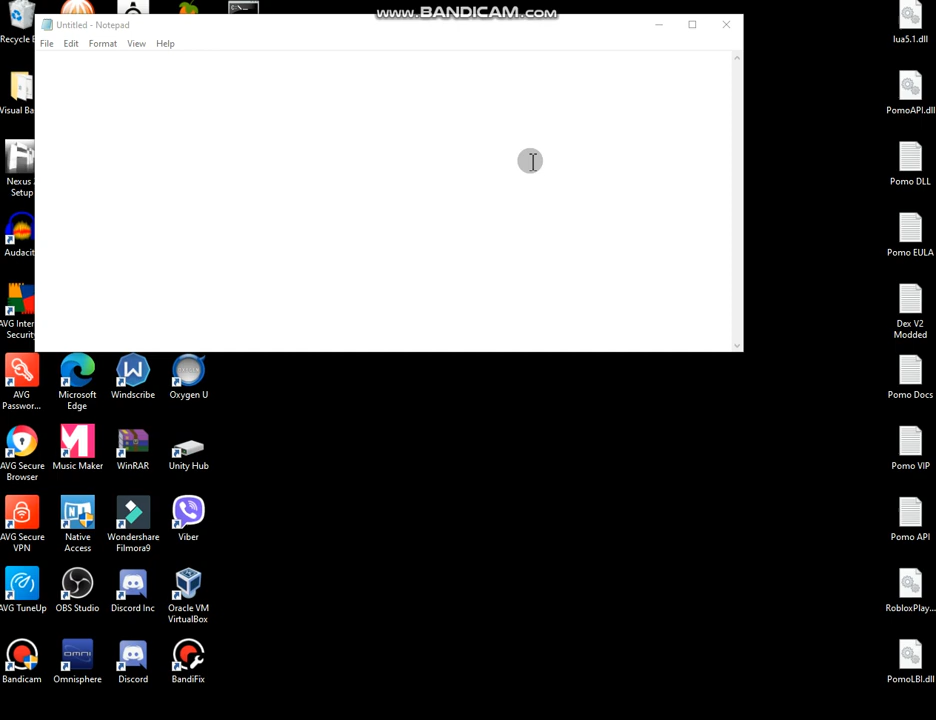 www.BANDICAM.com
Untitled - Notepad
File Edit Format View Help
Recycle
Visual Ba
Nexus
Setup
Audacit
AVG Inter
Security
AVG
Passwor...
Microsoft
Edge
Windscribe
Oxygen U
AVG Secure
Browser
Music Maker
WinRAR
Unity Hub
AVG Secure
VPN
Native
Access
Wondershare
Filmora9
Viber
AVG TuneUp
OBS Studio
Discord Inc
Oracle VM
VirtualBox
Bandicam
Omnisphere
Discord
BandiFix
lua5.1.dll
PomoAPI.dll
Pomo DLL
Pomo EULA
Dex V2
Modded
Pomo Docs
Pomo VIP
Pomo API
RobloxPlay...
PomoLBI.dll